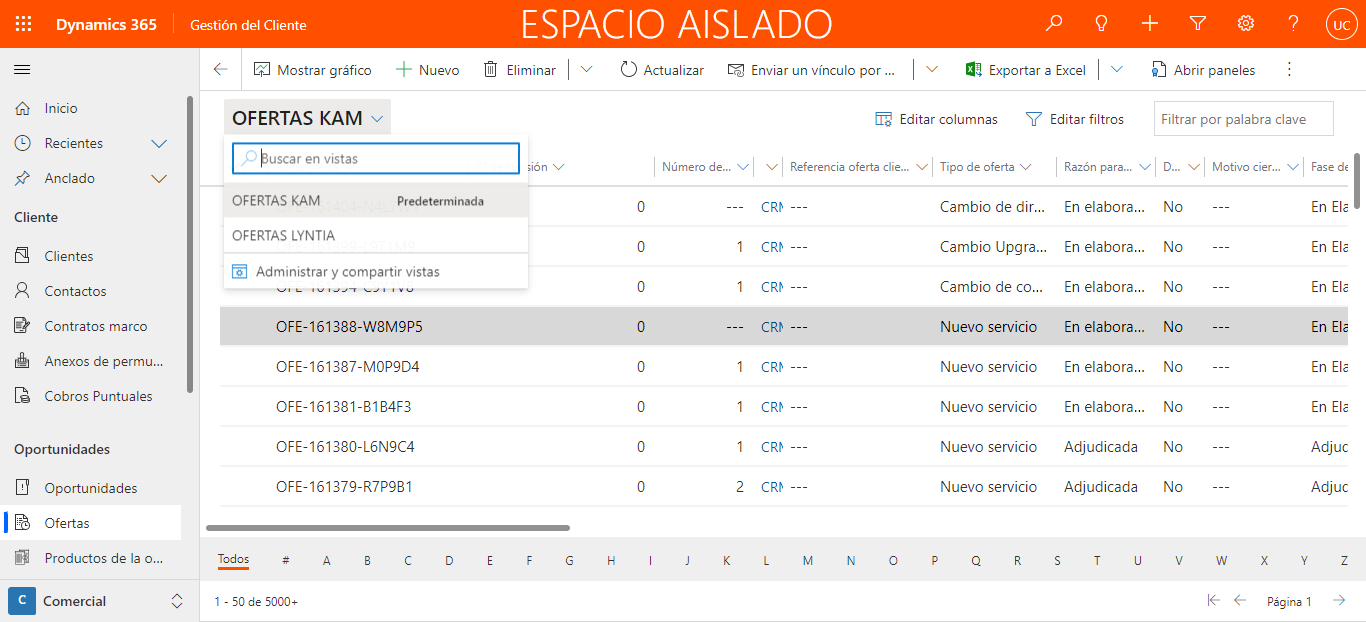 Dynamics 365
Gestión del Cliente
ESPACIO AISLADO
UC
Mostrar gráfico
Nuevo
Eliminar
Actualizar
Enviar un vínculo por ...
Exportar a Excel
Abrir paneles
Inicio
Recientes
Anclado
Cliente
Clientes
Contactos
Contratos marco
Anexos de permu...
Cobros Puntuales
Oportunidades
Oportunidades
Ofertas
Productos de la o...
C Comercial
OFERTAS KAM
Editar columnas
Editar filtros
Filtrar por palabra clave
Buscar en vistas
OFERTAS KAM Predeterminada
OFERTAS LYNTIA
Administrar y compartir vistas
sión Número de... Referencia oferta clie... Tipo de oferta Razón para... D... Motivo cier... Fase de
0 --- CRM --- Cambio de dir... En elabora... No --- En Ela
0 1 CRM --- Cambio Upgra... En elabora... No --- En Ela
0 1 CRM --- Cambio de co... En elabora... No --- En Ela
OFE-161388-W8M9P5 0 --- CRM --- Nuevo servicio En elabora... No --- En Ela
OFE-161387-M0P9D4 0 1 CRM --- Nuevo servicio En elabora... No --- En Ela
OFE-161381-B1B4F3 0 1 CRM --- Nuevo servicio En elabora... No --- En Ela
OFE-161380-L6N9C4 0 1 CRM --- Nuevo servicio Adjudicada No --- Adjuc
OFE-161379-R7P9B1 0 2 CRM --- Nuevo servicio Adjudicada No --- Adjuc
Todos # A B C D E F G H I J K L M N O P Q R S T U V W X Y Z
1 - 50 de 5000+
Página 1